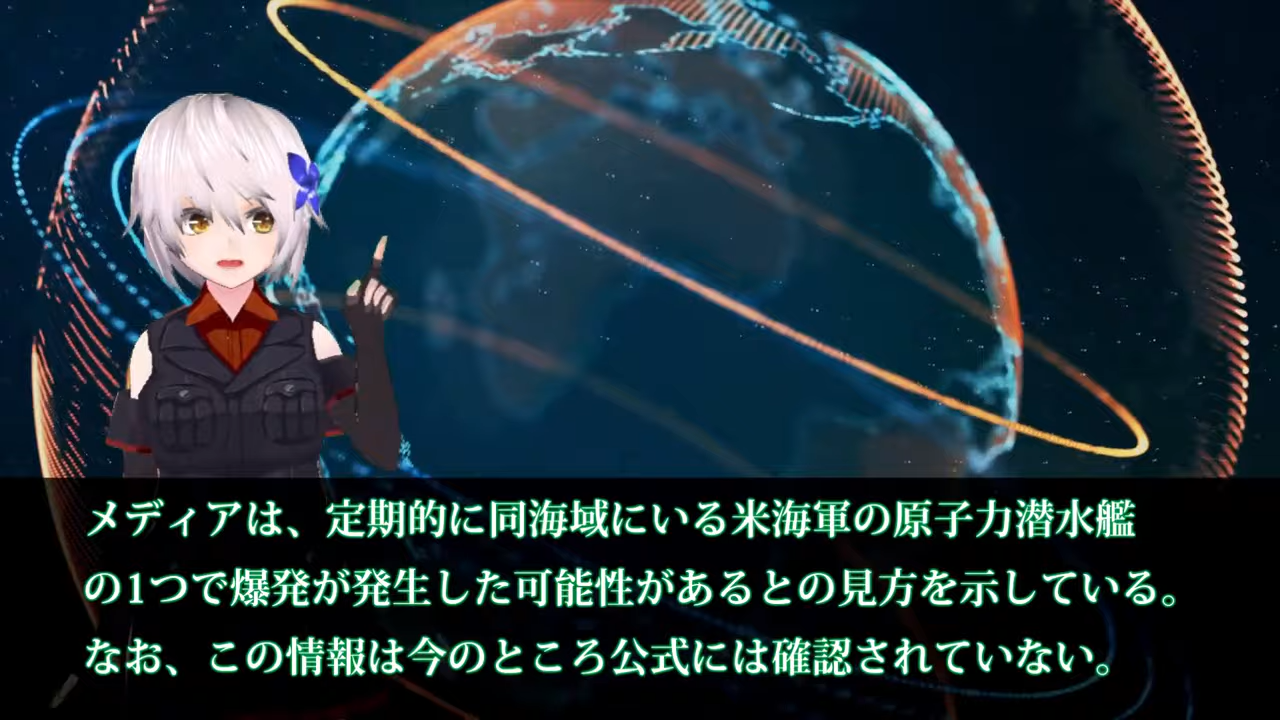 メディアは、定期的に同海域にいる米海軍の原子力潜水艦
の1つで爆発が発生した可能性があるとの見方を示している。
なお、この情報は今のところ公式には確認されていない。